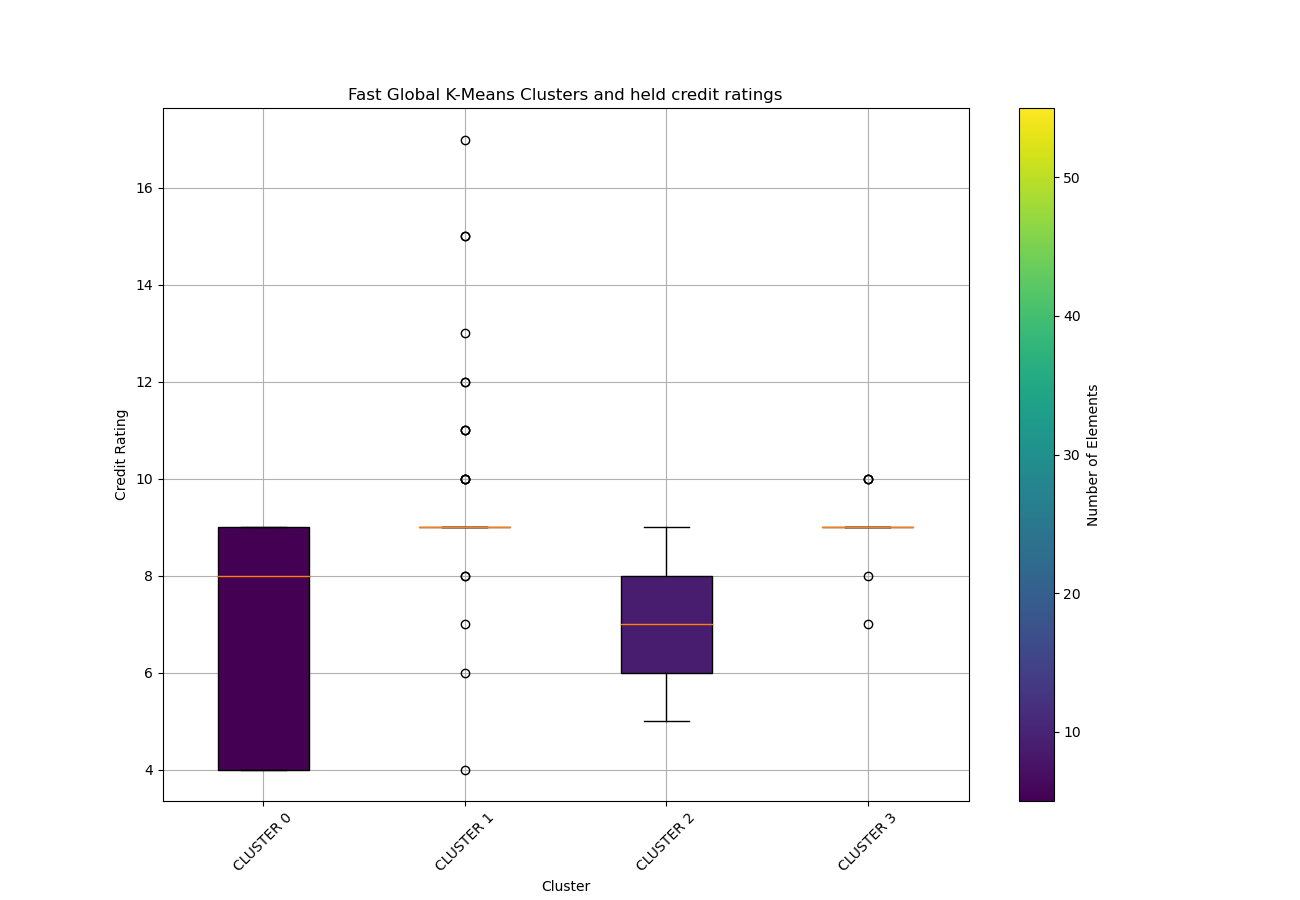 Fast Global K-Means Clusters and held credit ratings
Credit Rating
16
14
12
10
8
6
4
CLUSTER 0
CLUSTER 1
CLUSTER 2
CLUSTER 3
Cluster
50
40
30
20
10
Number of Elements